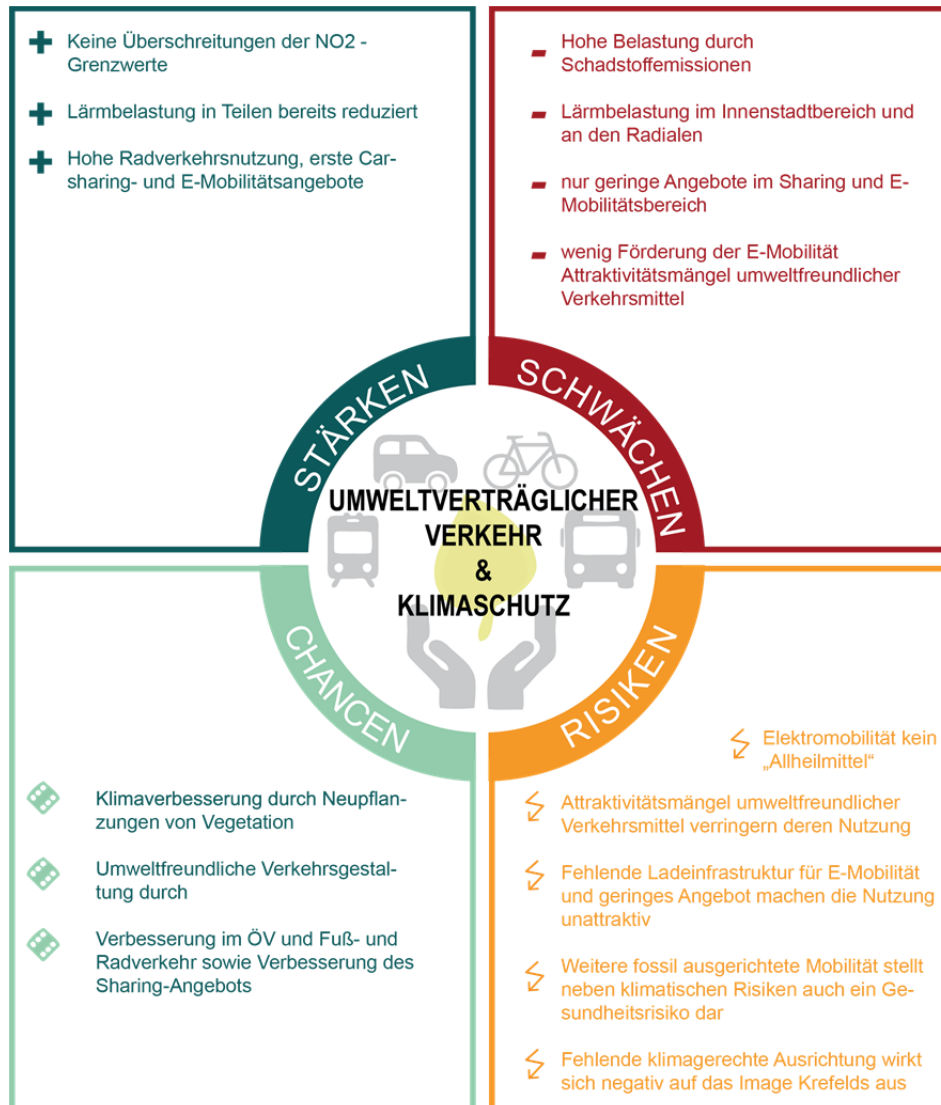 Keine Überschreitungen der NO2 -
Grenzwerte
Lärmbelastung in Teilen bereits reduziert
Hohe Radverkehrsnutzung, erste Car-
sharing- und E-Mobilitätsangebote
Hohe Belastung durch
Schadstoffemissionen
Lärmbelastung im Innenstadtbereich und
an den Radialen
nur geringe Angebote im Sharing und E-
Mobilitätsbereich
wenig Förderung der E-Mobilität
Attraktivitätsmängel umweltfreundlicher
Verkehrsmittel
STÄRKEN
SCHWÄCHEN
UMWELTVERTRÄGLICHER
VERKEHR
&
KLIMASCHUTZ
CHANCEN
RISIKEN
Klimaverbesserung durch Neupflan-
zungen von Vegetation
Umweltfreundliche Verkehrsgestal-
tung durch
Verbesserung im ÖV und Fuß- und
Radverkehr sowie Verbesserung des
Sharing-Angebots
Elektromobilität kein
„Allheilmittel“
Attraktivitätsmängel umweltfreundlicher
Verkehrsmittel verringern deren Nutzung
Fehlende Ladeinfrastruktur für E-Mobilität
und geringes Angebot machen die Nutzung
unattraktiv
Weitere fossil ausgerichtete Mobilität stellt
neben klimatischen Risiken auch ein Ge-
sundheitsrisiko dar
Fehlende klimagerechte Ausrichtung wirkt
sich negativ auf das Image Krefelds aus